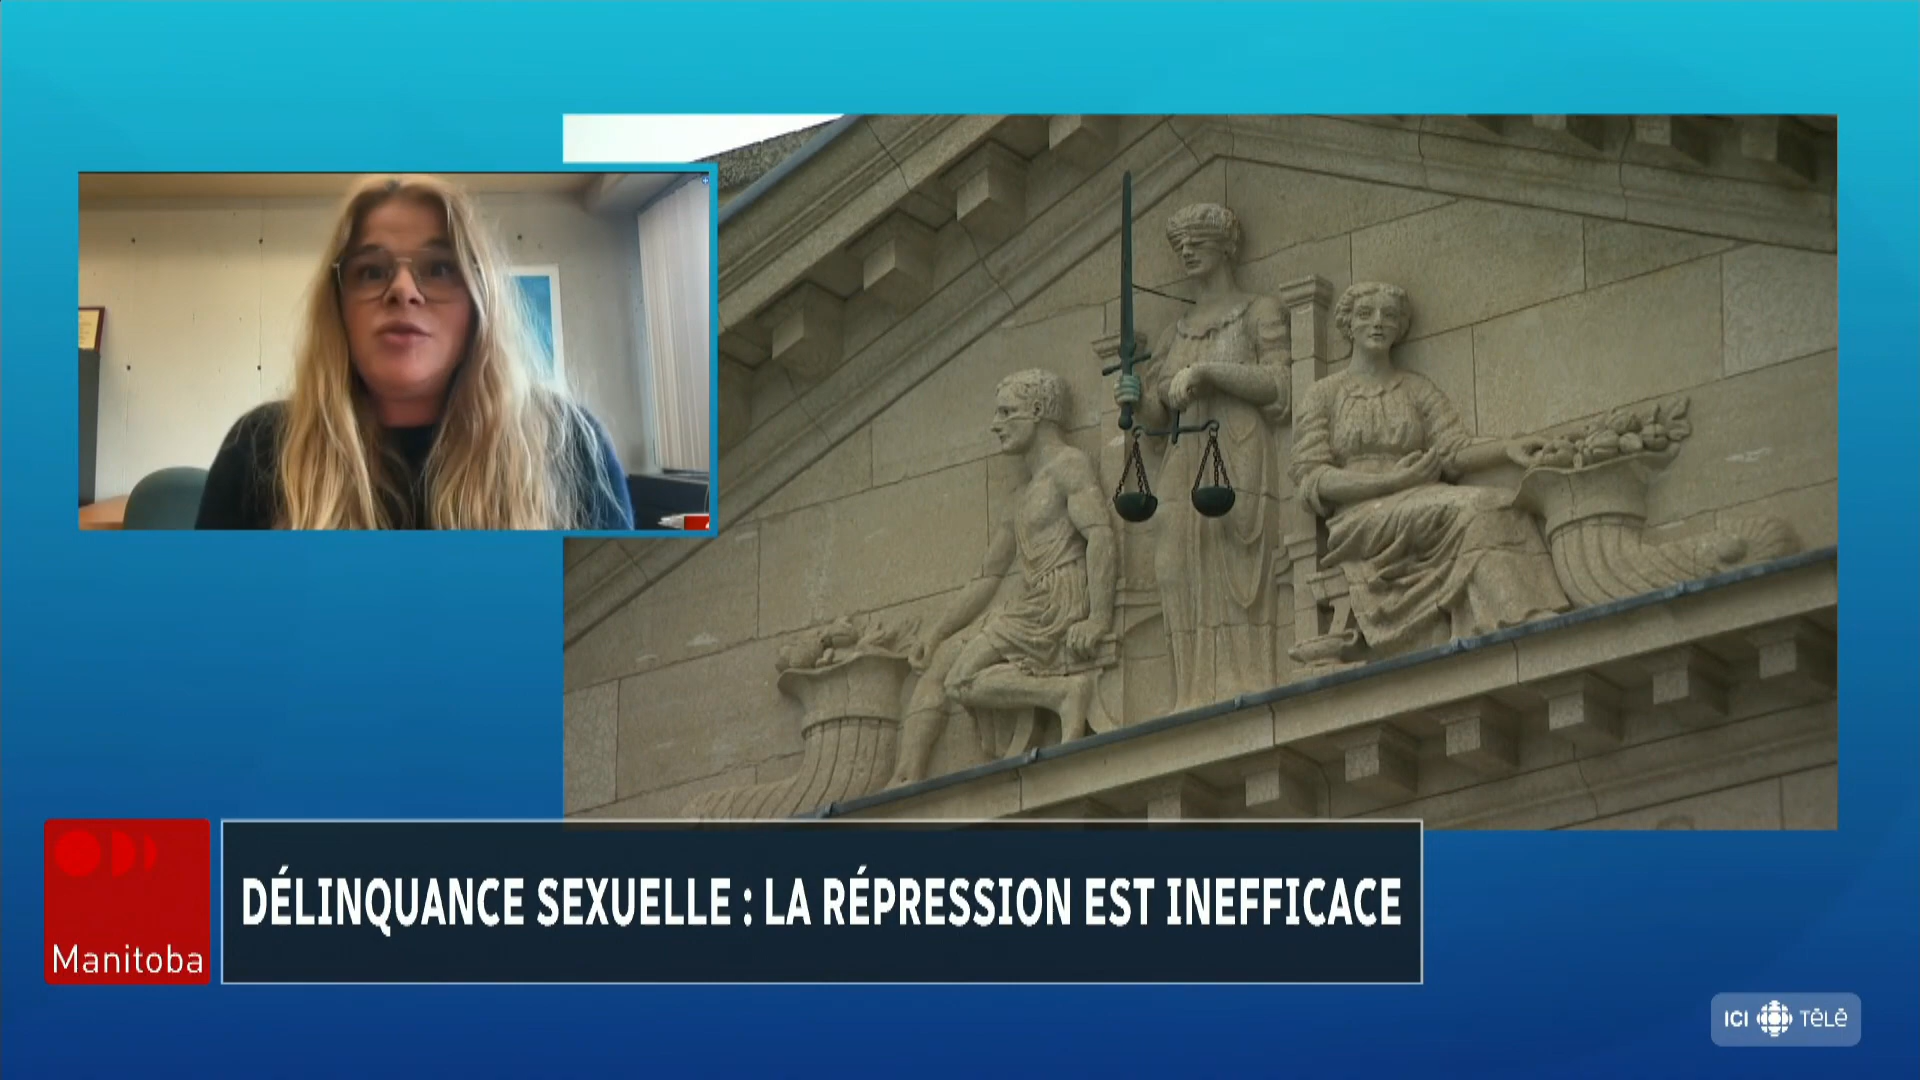 Manitoba
DÉLINQUANCE SEXUELLE : LA RÉPRESSION EST INEFFICACE
ICI TÉLÉ